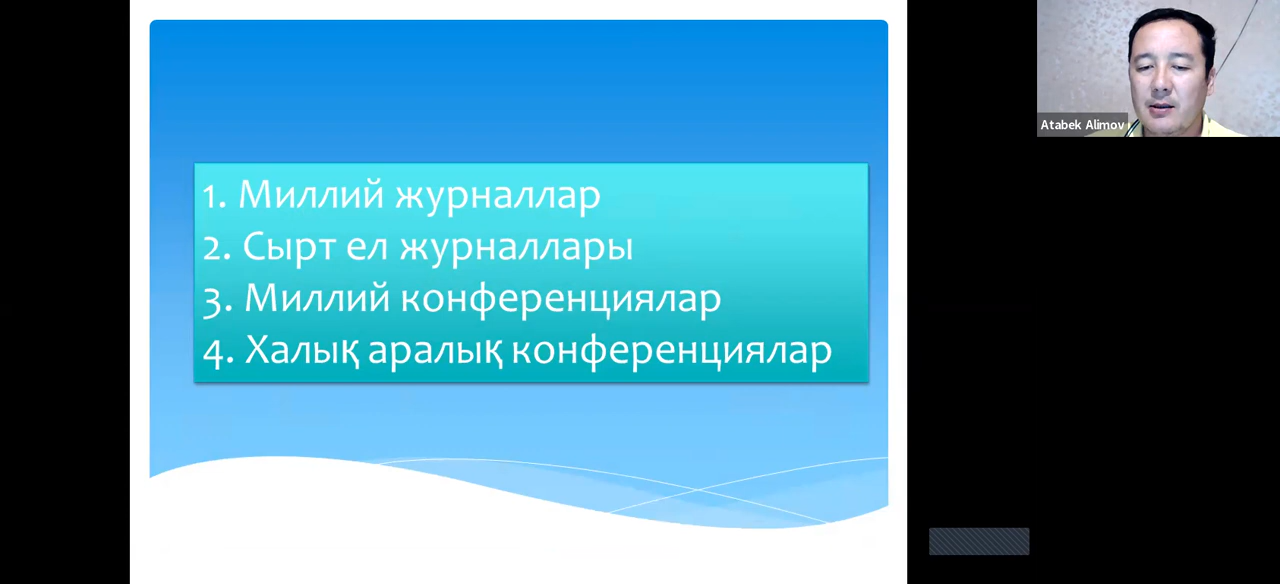 1. Миллий журналлар
2. Сырт ел журналлары
3. Миллий конференциялар
4. Халық аралық конференциялар
Atabek Alimov